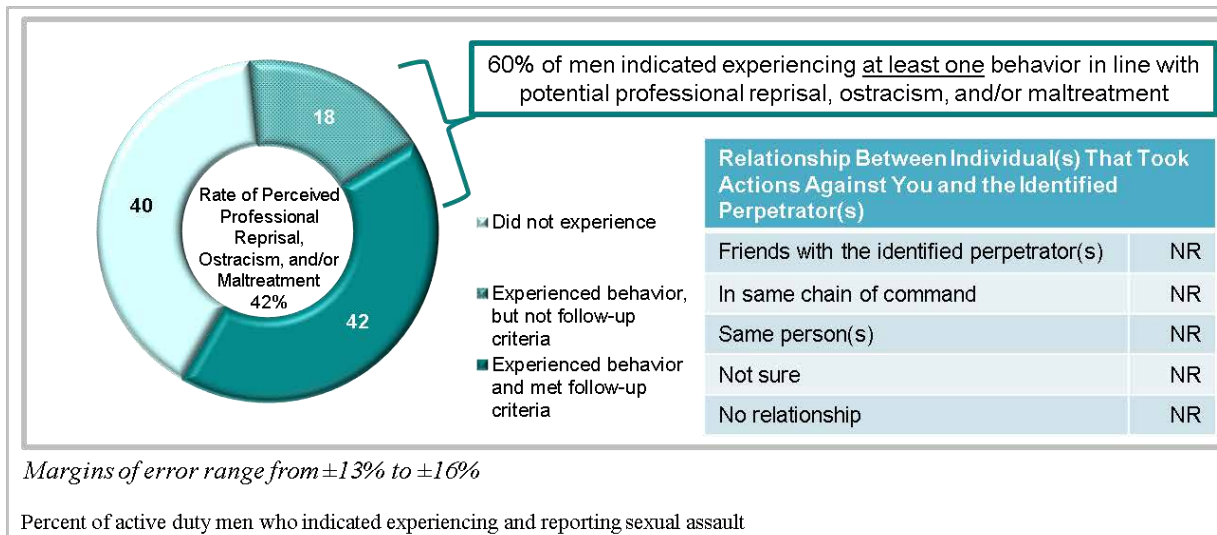 60% of men indicated experiencing at least one behavior in line with
potential professional reprisal, ostracism, and/or maltreatment
18
40
42
Rate of Perceived
Professional
Reprisal,
Ostracism, and/or
Maltreatment
42%
Did not experience
Experienced behavior,
but not follow-up
criteria
Experienced behavior
and met follow-up
criteria
Relationship Between Individual(s) That Took
Actions Against You and the Identified
Perpetrator(s)
Friends with the identified perpetrator(s) NR
In same chain of command NR
Same person(s) NR
Not sure NR
No relationship NR
Margins of error range from ±13% to ±16%
Percent of active duty men who indicated experiencing and reporting sexual assault